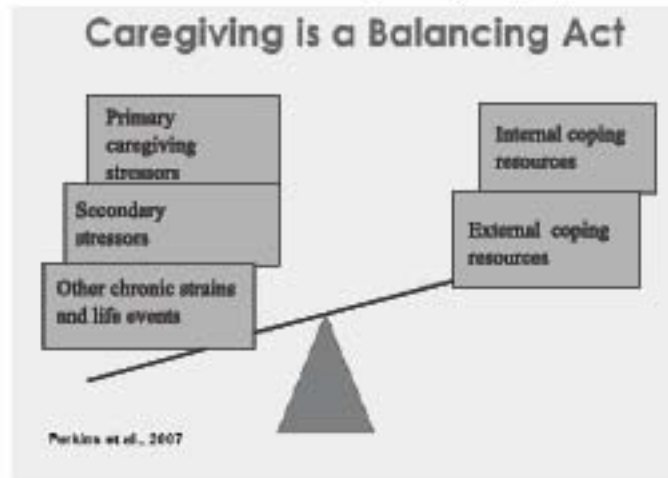 Caregiving is a Balancing Act
Primary
caregiving
stressors
Secondary
stressors
Other chronic strains
and life events
Internal coping
resources
External coping
resources
Perkins et al., 2007